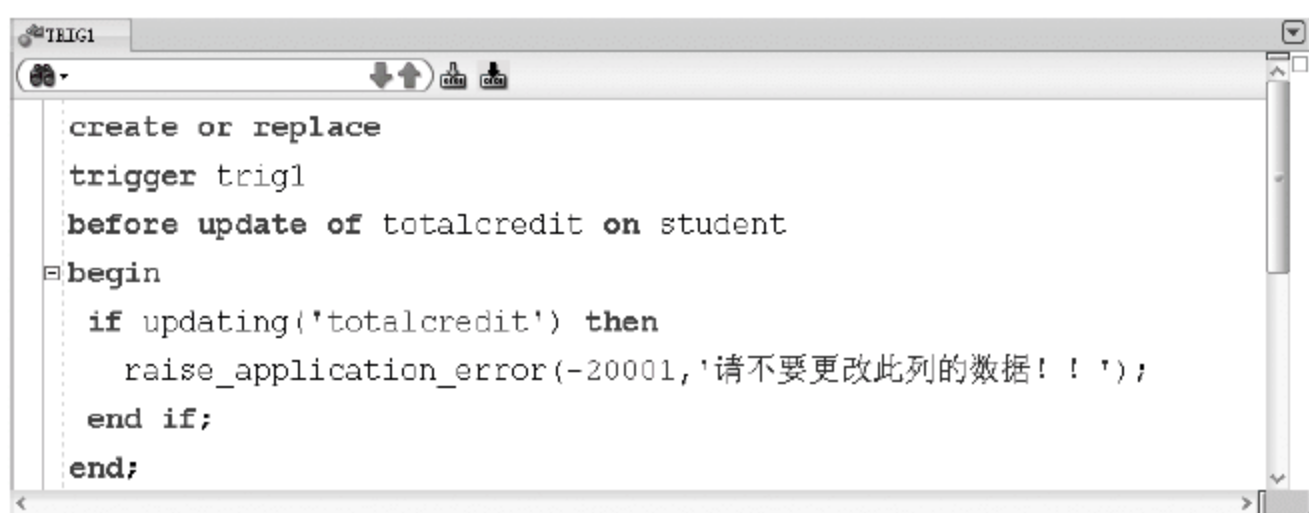 TRIG1
create or replace
trigger trig1
before update of totalcredit on student
begin
if updating('totalcredit') then
raise_application_error(-20001,'请不要更改此列的数据！！');
end if;
end;